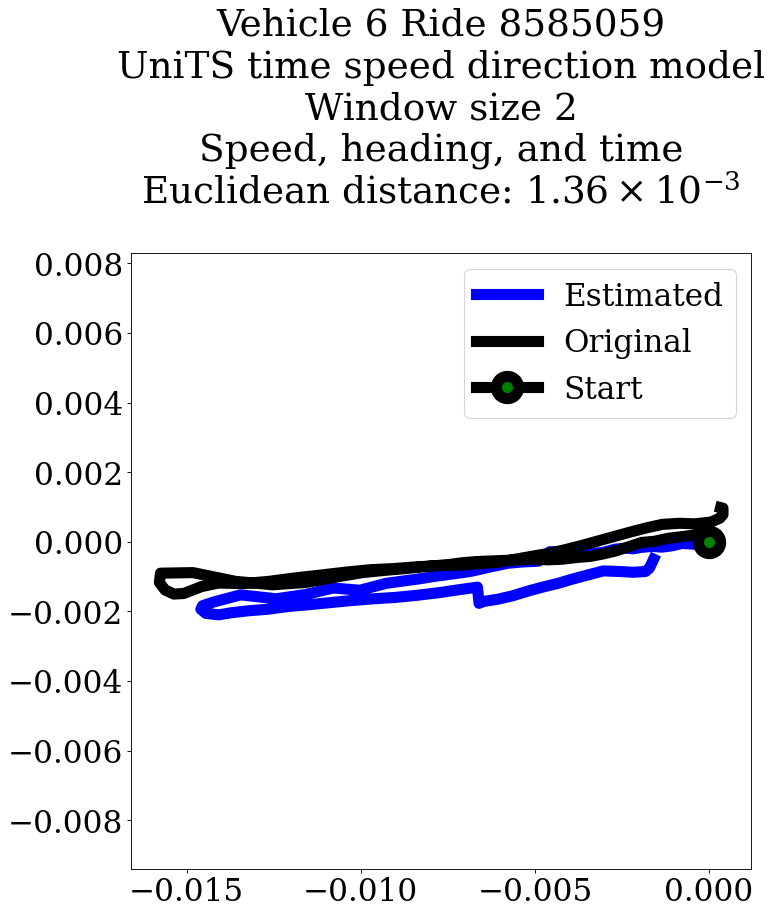 Vehicle 6 Ride 8585059
UniTS time speed direction model
Window size 2
Speed, heading, and time
Euclidean distance: 1.36 × 10⁻³
Estimated
Original
Start
0.008
0.006
0.004
0.002
0.000
−0.002
−0.004
−0.006
−0.008
−0.015
−0.010
−0.005
0.000